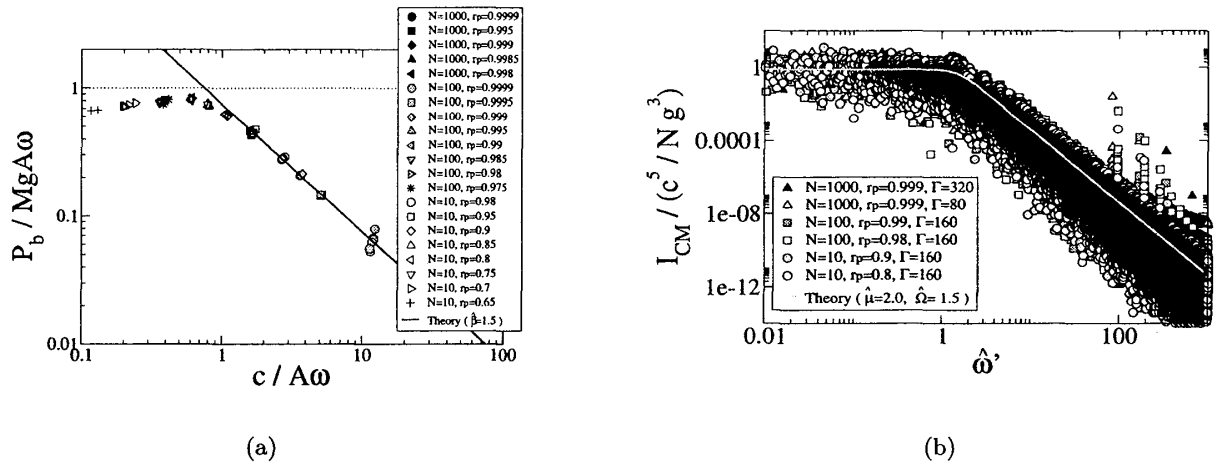 N=1000, rp=0.9999
N=1000, rp=0.995
N=1000, rp=0.999
N=1000, rp=0.9985
N=1000, rp=0.998
N=100, rp=0.9999
N=100, rp=0.9995
N=100, rp=0.999
N=100, rp=0.995
N=100, rp=0.99
N=100, rp=0.985
N=100, rp=0.98
N=100, rp=0.975
N=10, rp=0.98
N=10, rp=0.95
N=10, rp=0.9
N=10, rp=0.85
N=10, rp=0.8
N=10, rp=0.75
N=10, rp=0.7
N=10, rp=0.65
Theory ( β̂=1.5)
P_b / MgAω
1
0.1
0.01
0.1
1
10
100
c / Aω
(a)
I_CM / (c^5 / N g^3)
1
0.0001
1e-08
1e-12
N=1000, rp=0.999, Γ=320
N=1000, rp=0.999, Γ=80
N=100, rp=0.99, Γ=160
N=100, rp=0.98, Γ=160
N=10, rp=0.9, Γ=160
N=10, rp=0.8, Γ=160
Theory ( μ̂=2.0, Ω̂= 1.5 )
0.01
1
100
ω̂'
(b)